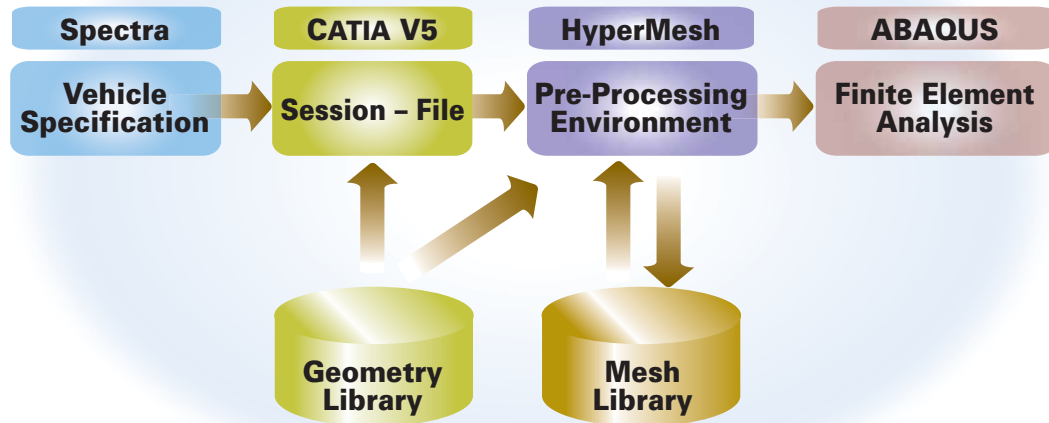 Spectra
CATIA V5
HyperMesh
ABAQUS
Vehicle
Specification
Session – File
Pre-Processing
Environment
Finite Element
Analysis
Geometry
Library
Mesh
Library